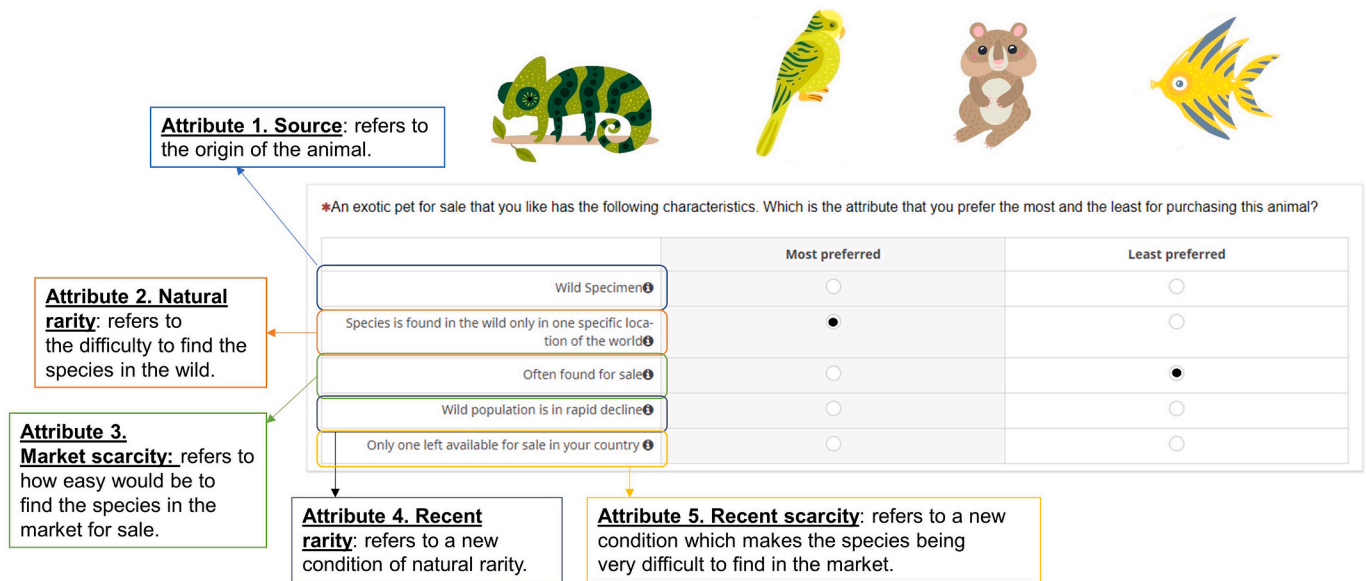 Attribute 1. Source: refers to
the origin of the animal.
*An exotic pet for sale that you like has the following characteristics. Which is the attribute that you prefer the most and the least for purchasing this animal?
Most preferred
Least preferred
Wild Specimen
Attribute 2. Natural
rarity: refers to
the difficulty to find the
species in the wild.
Species is found in the wild only in one specific loca-
tion of the world
Often found for sale
Wild population is in rapid decline
Only one left available for sale in your country
Attribute 3.
Market scarcity: refers to
how easy would be to
find the species in the
market for sale.
Attribute 4. Recent
rarity: refers to a new
condition of natural rarity.
Attribute 5. Recent scarcity: refers to a new
condition which makes the species being
very difficult to find in the market.